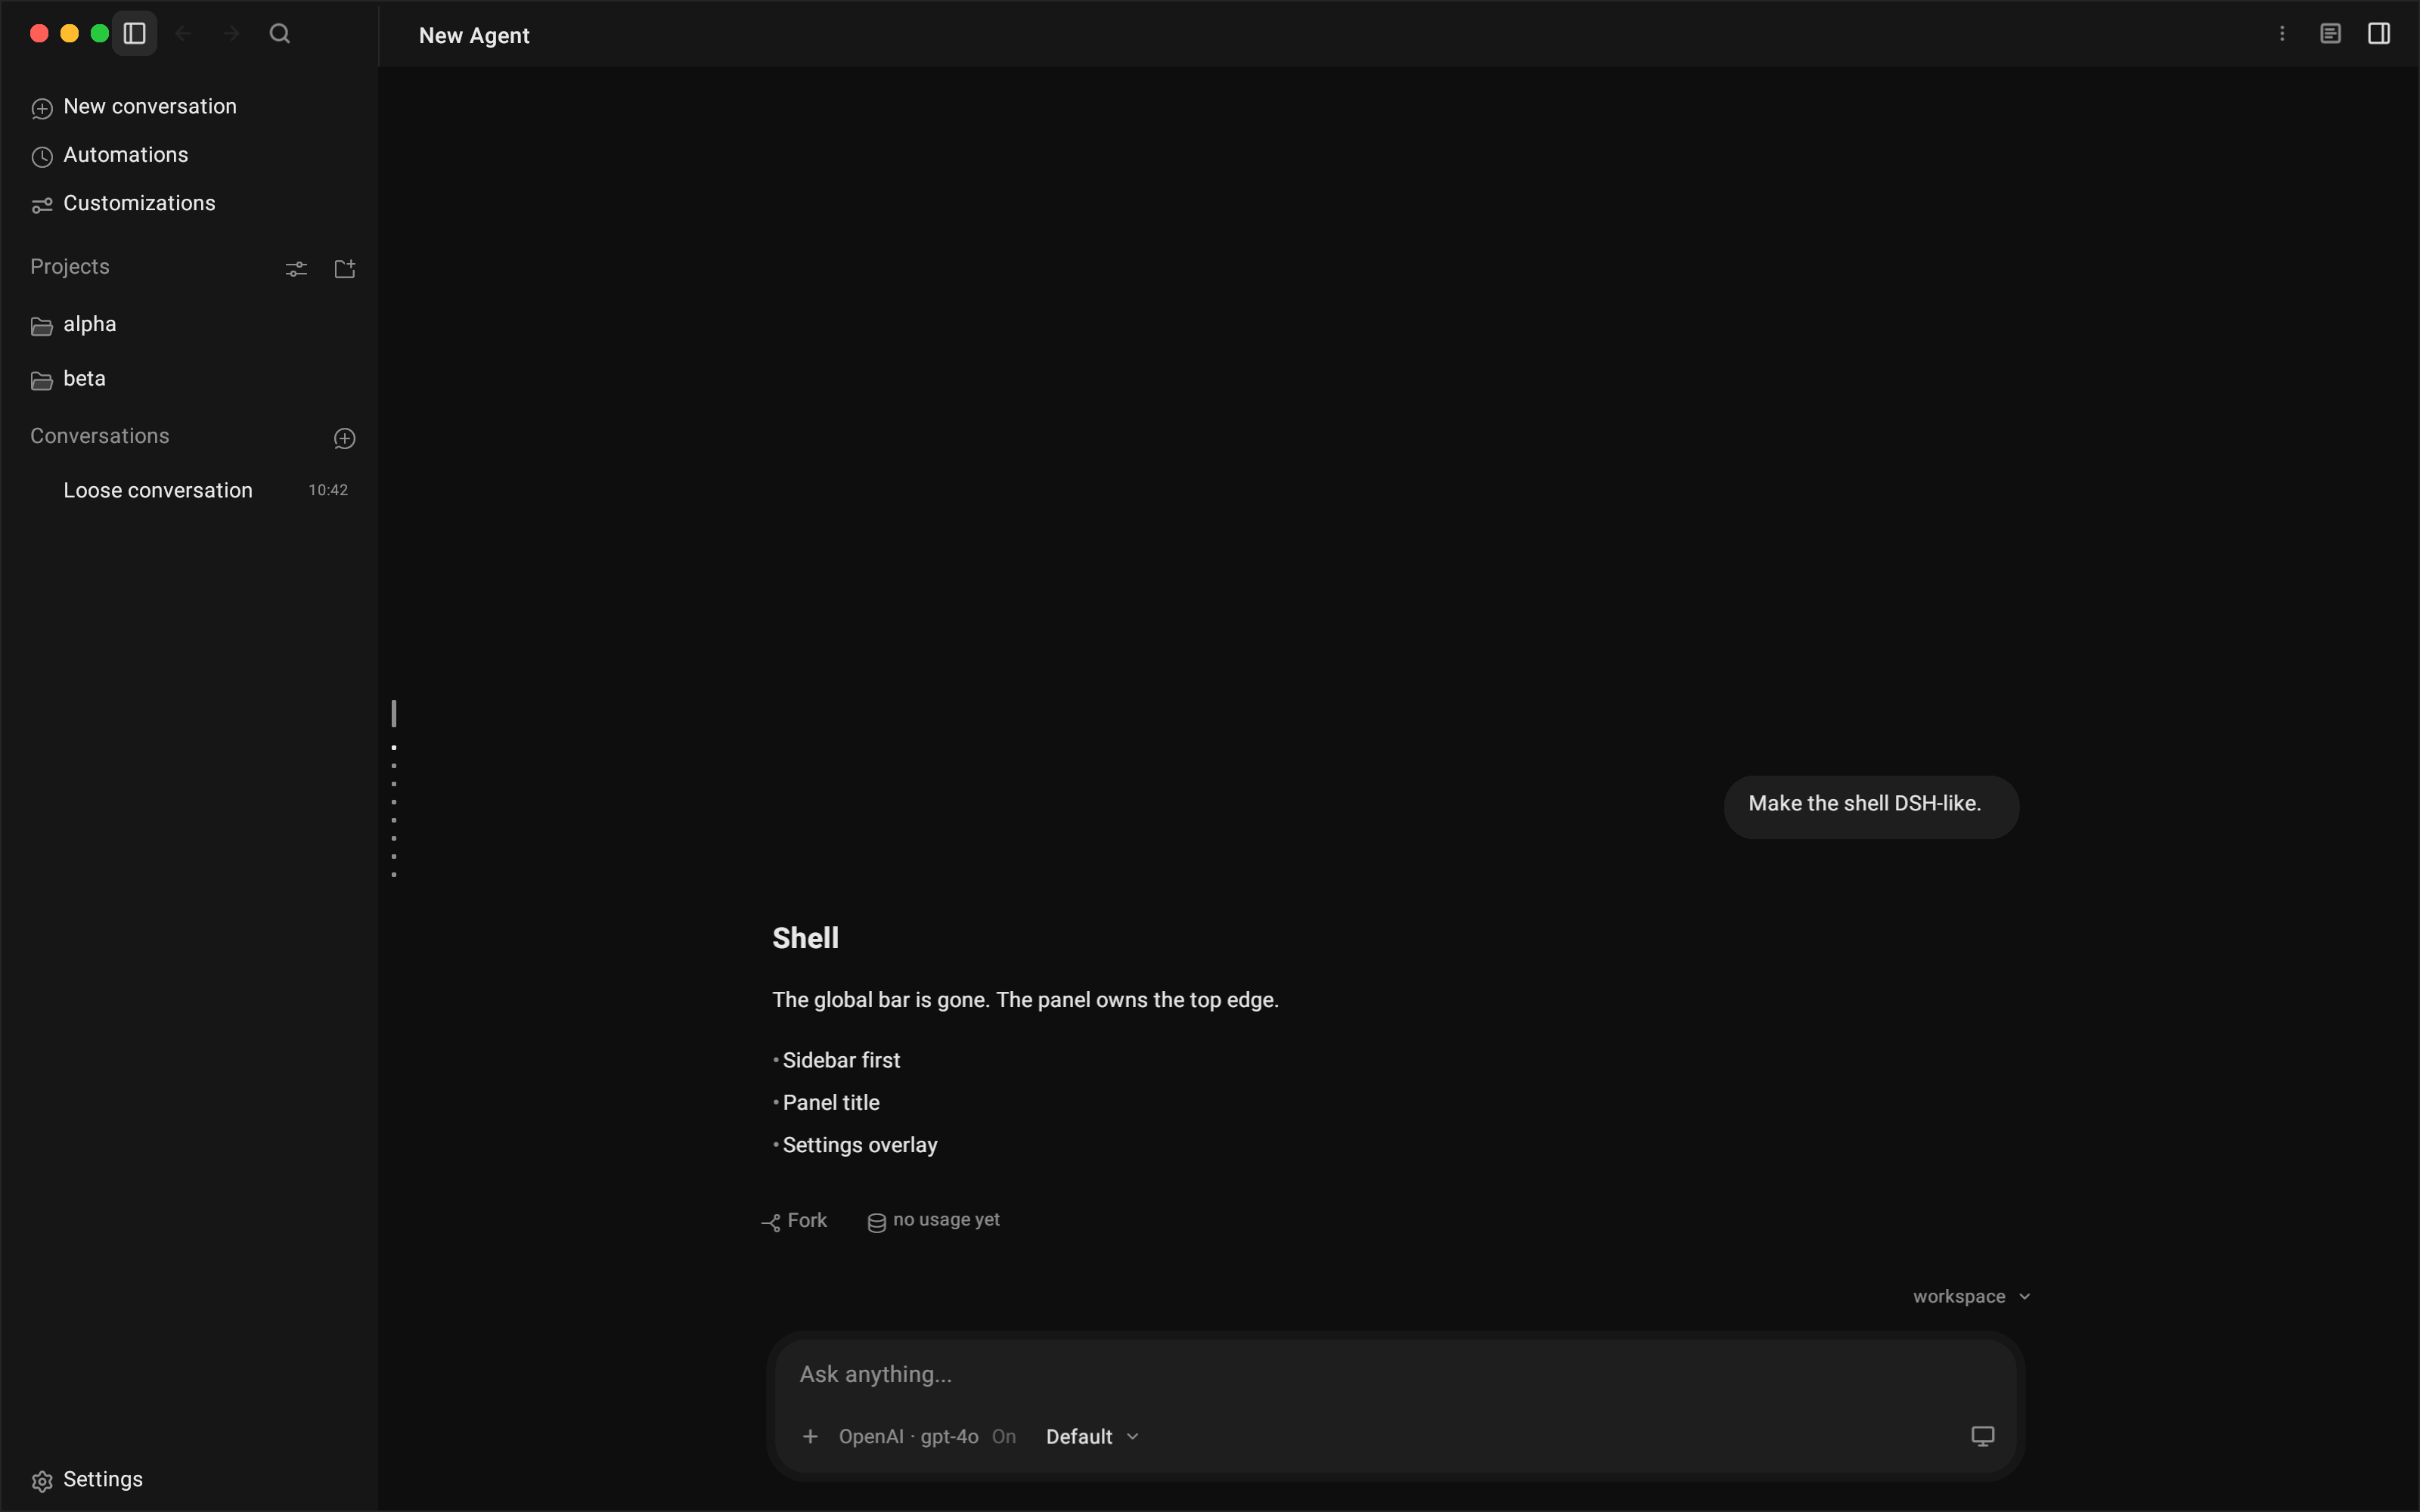 New Agent
New conversation
Automations
Customizations
Projects
alpha
beta
Conversations
Loose conversation 10:42
Make the shell DSH-like.
Shell
The global bar is gone. The panel owns the top edge.
• Sidebar first
• Panel title
• Settings overlay
Fork no usage yet
workspace
Ask anything...
OpenAI · gpt-4o On Default
Settings